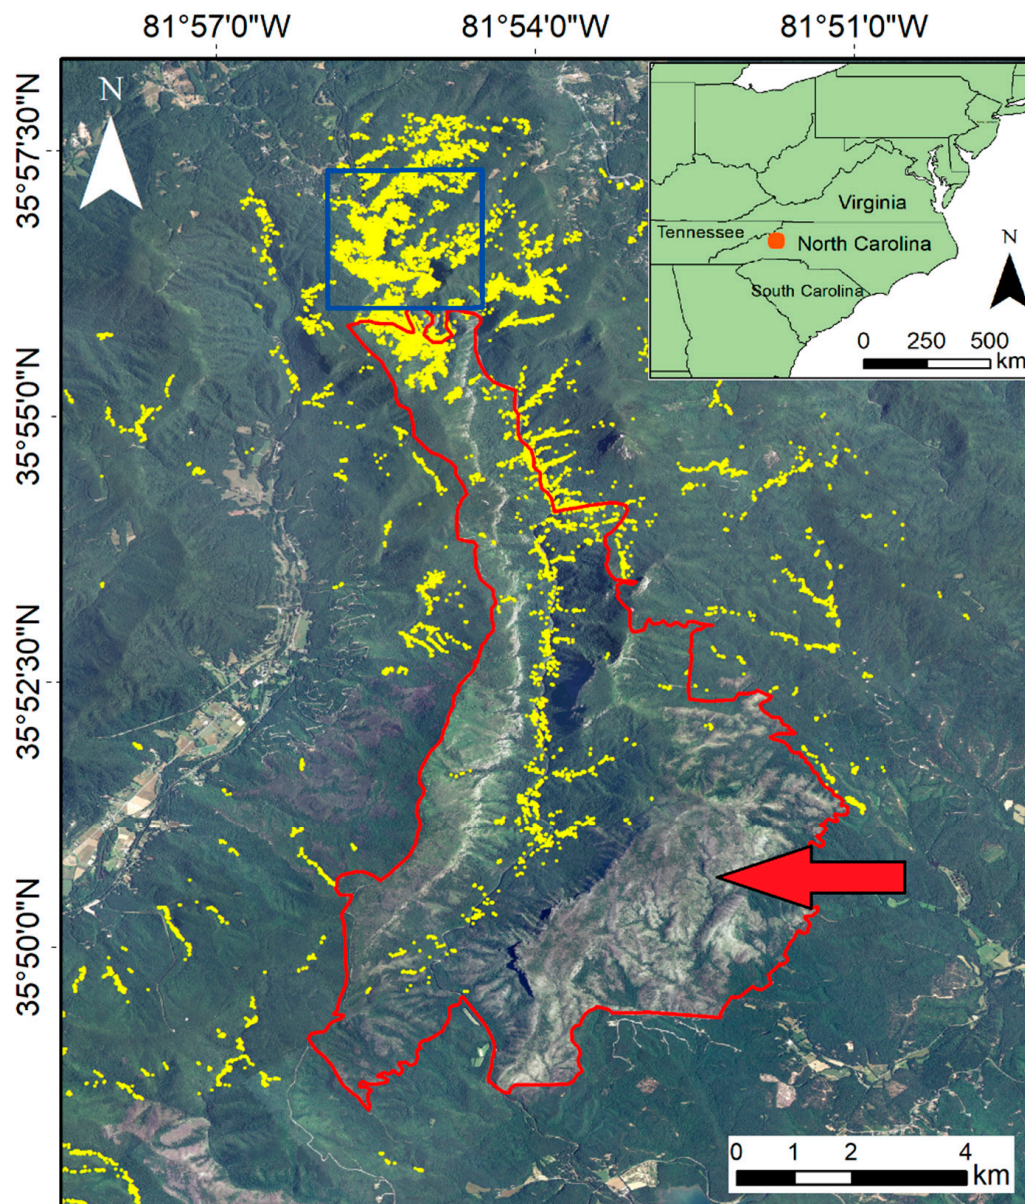 81°57'0"W
81°54'0"W
81°51'0"W
35°57'30"N
35°55'0"N
35°52'30"N
35°50'0"N
N
Virginia
Tennessee
North Carolina
South Carolina
N
0 250 500
km
0 1 2 4
km